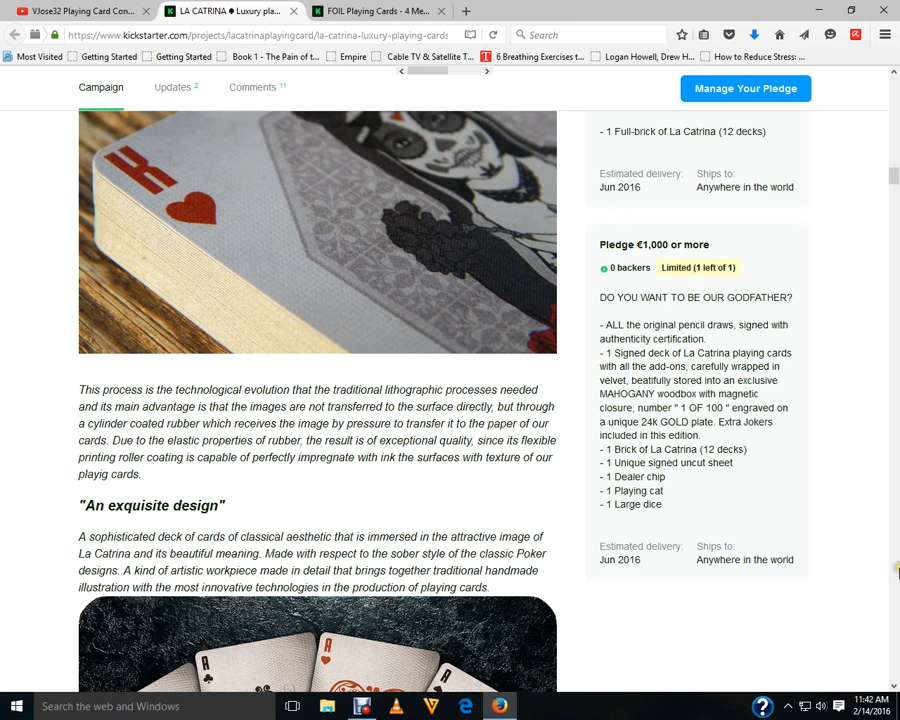 VJose32 Playing Card Con...
LA CATRINA ♦ Luxury pla...
FOIL Playing Cards - 4 Me...
https://www.kickstarter.com/projects/lacatrinaplayingcard/la-catrina-luxury-playing-cards
Search
Most Visited
Getting Started
Getting Started
Book 1 - The Pain of t...
Empire
Cable TV & Satellite T...
6 Breathing Exercises t...
Logan Howell, Drew H...
How to Reduce Stress: ...
Campaign
Updates 2
Comments 11
Manage Your Pledge
- 1 Full-brick of La Catrina (12 decks)
Estimated delivery: Ships to:
Jun 2016 Anywhere in the world
K
Pledge €1,000 or more
0 backers Limited (1 left of 1)
DO YOU WANT TO BE OUR GODFATHER?
- ALL the original pencil draws, signed with
authenticity certification.
- 1 Signed deck of La Catrina playing cards
with all the add-ons, carefully wrapped in
velvet, beatifully stored into an exclusive
MAHOGANY woodbox with magnetic
closure, number " 1 OF 100 " engraved on
a unique 24k GOLD plate. Extra Jokers
included in this edition.
- 1 Brick of La Catrina (12 decks)
- 1 Unique signed uncut sheet
- 1 Dealer chip
- 1 Playing cat
- 1 Large dice
Estimated delivery: Ships to:
Jun 2016 Anywhere in the world
This process is the technological evolution that the traditional lithographic processes needed
and its main advantage is that the images are not transferred to the surface directly, but through
a cylinder coated rubber which receives the image by pressure to transfer it to the paper of our
cards. Due to the elastic properties of rubber, the result is of exceptional quality, since its flexible
printing roller coating is capable of perfectly impregnate with ink the surfaces with texture of our
playig cards.
"An exquisite design"
A sophisticated deck of cards of classical aesthetic that is immersed in the attractive image of
La Catrina and its beautiful meaning. Made with respect to the sober style of the classic Poker
designs. A kind of artistic workpiece made in detail that brings together traditional handmade
illustration with the most innovative technologies in the production of playing cards.
A
A
A
Search the web and Windows
11:42 AM
2/14/2016